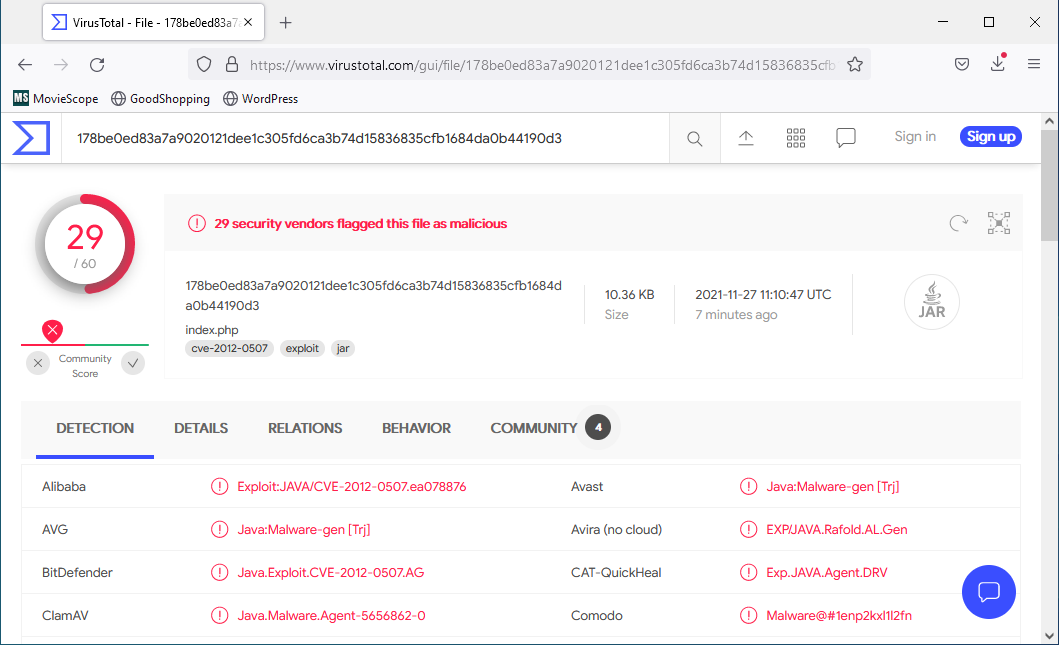 VirusTotal - File - 178be0ed83a7
https://www.virustotal.com/gui/file/178be0ed83a7a9020121dee1c305fd6ca3b74d15836835cfb
MS MovieScope GoodShopping WordPress
178be0ed83a7a9020121dee1c305fd6ca3b74d15836835cfb1684da0b44190d3 Sign in Sign up
29
/ 60
Community
Score
29 security vendors flagged this file as malicious
178be0ed83a7a9020121dee1c305fd6ca3b74d15836835cfb1684d
a0b44190d3
index.php
cve-2012-0507 exploit jar
10.36 KB
Size
2021-11-27 11:10:47 UTC
7 minutes ago
JAR
DETECTION DETAILS RELATIONS BEHAVIOR COMMUNITY 4
Alibaba Exploit:JAVA/CVE-2012-0507.ea078876 Avast Java:Malware-gen [Trj]
AVG Java:Malware-gen [Trj] Avira (no cloud) EXP/JAVA.Rafold.AL.Gen
BitDefender Java.Exploit.CVE-2012-0507.AG CAT-QuickHeal Exp.JAVA.Agent.DRV
ClamAV Java.Malware.Agent-5656862-0 Comodo Malware@#1enp2kxl1l2fn